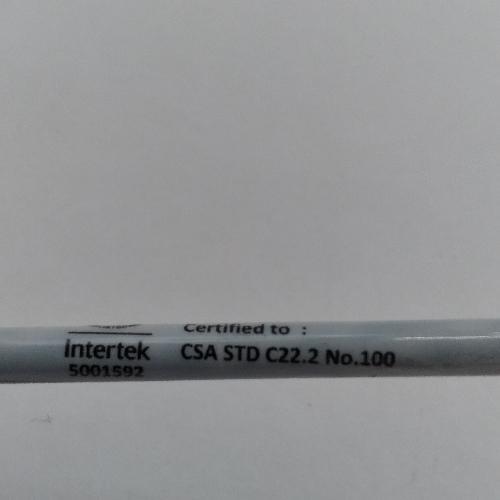 Certified to :
intertek CSA STD C22.2 No.100
5001592